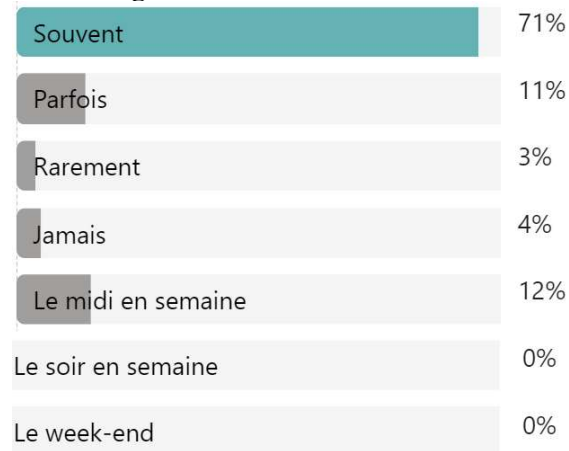 Souvent 71%
Parfois 11%
Rarement 3%
Jamais 4%
Le midi en semaine 12%
Le soir en semaine 0%
Le week-end 0%